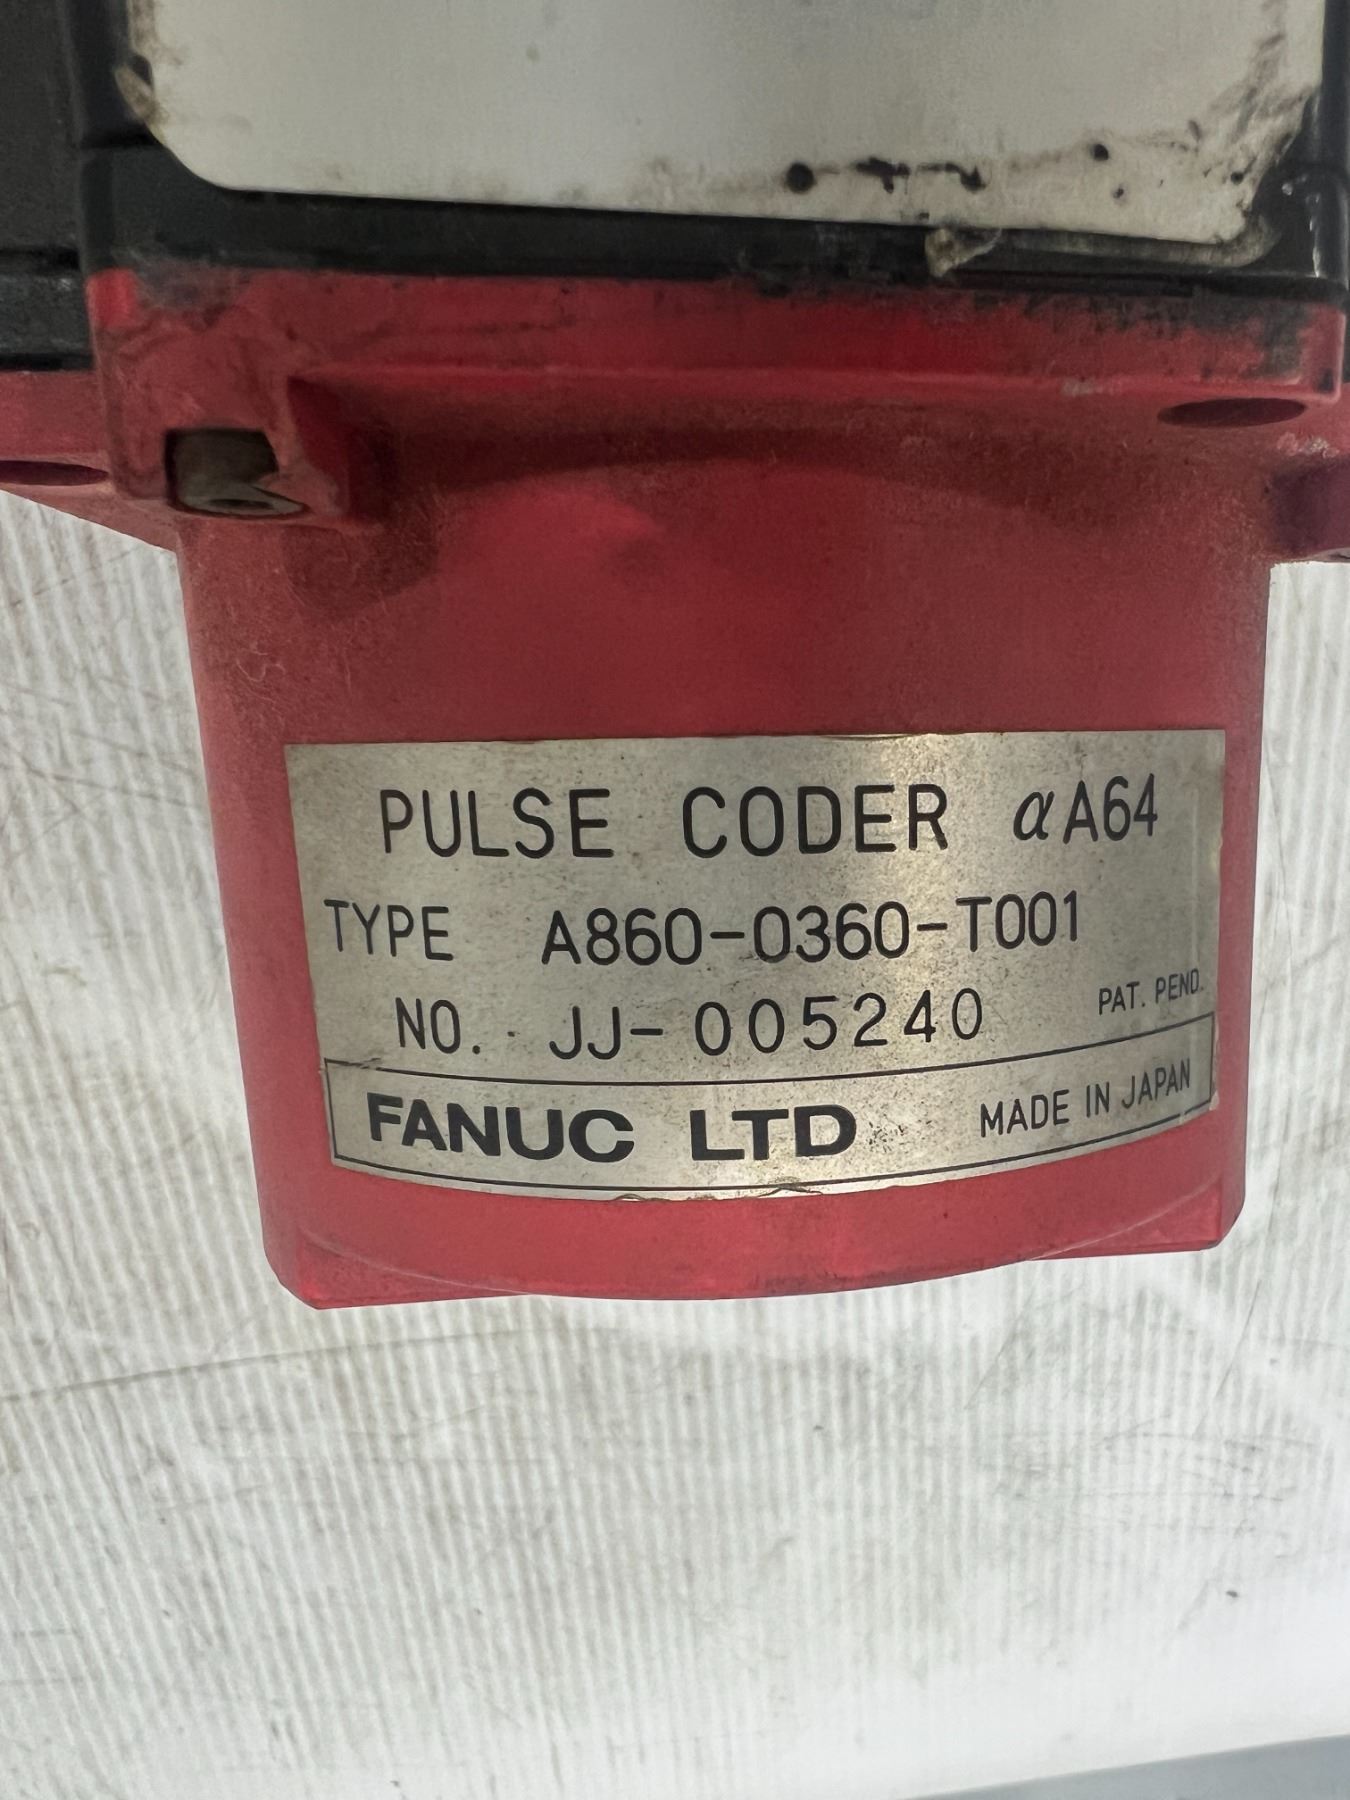 PULSE CODER αA64
TYPE A860-0360-T001
NO. JJ-005240 PAT. PEND.
FANUC LTD MADE IN JAPAN